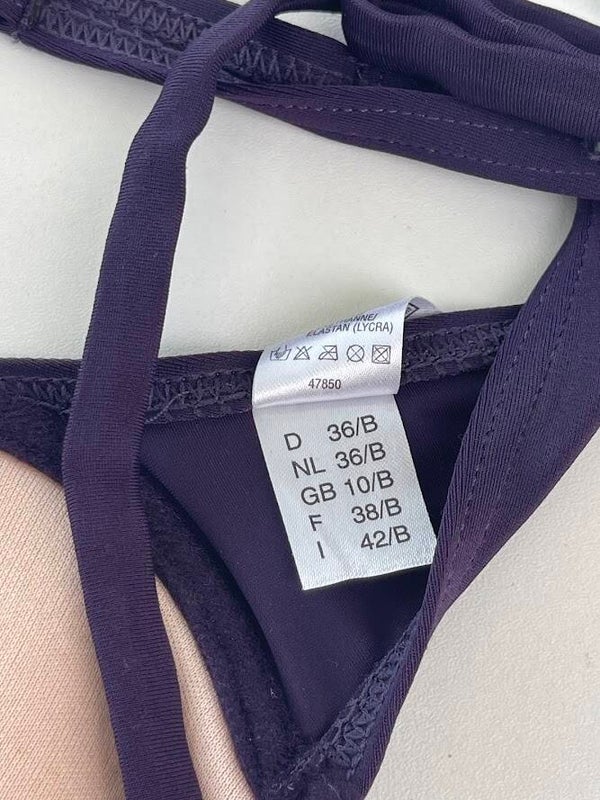 ELASTAN (LYCRA)
47850
D 36/B
NL 36/B
GB 10/B
F 38/B
I 42/B